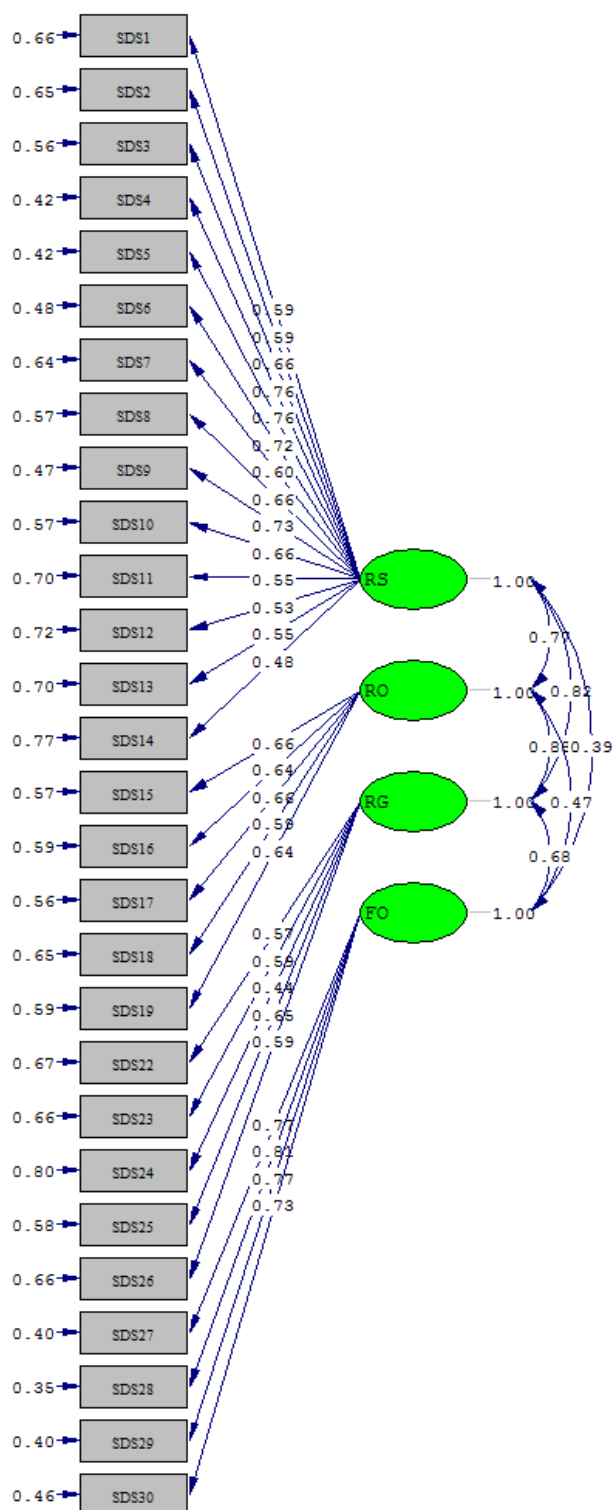 0.66 SDS1
0.65 SDS2
0.56 SDS3
0.42 SDS4
0.42 SDS5
0.48 SDS6 0.59
0.59
0.64 SDS7 0.66
0.76
0.57 SDS8 0.76
0.72
0.47 SDS9 0.60
0.66
0.57 SDS10 0.73
0.66
0.70 SDS11 0.55 RS 1.00
0.53
0.72 SDS12 0.55 0.77
0.48
0.70 SDS13 RO 1.00 0.82
0.77 SDS14 0.66 0.39
0.64
0.57 SDS15 0.66 RG 1.00 0.47
0.59
0.59 SDS16 0.64 0.68
0.56 SDS17 FO 1.00
0.57
0.65 SDS18 0.59
0.44
0.59 SDS19 0.65
0.59
0.67 SDS22
0.66 SDS23 0.77
0.81
0.80 SDS24 0.77
0.73
0.58 SDS25
0.66 SDS26
0.40 SDS27
0.35 SDS28
0.40 SDS29
0.46 SDS30